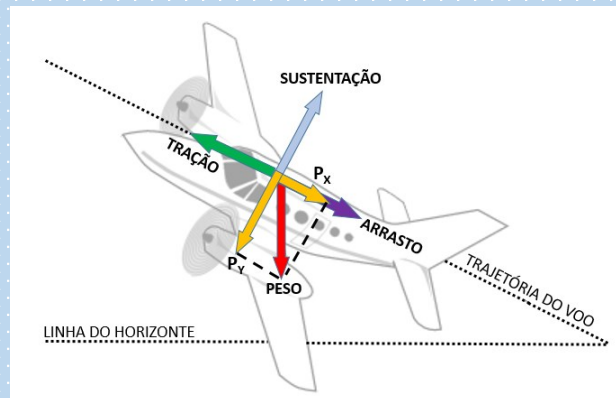 SUSTENTAÇÃO
TRAÇÃO
PX
ARRASTO
PY
PESO
TRAJETÓRIA DO VOO
LINHA DO HORIZONTE